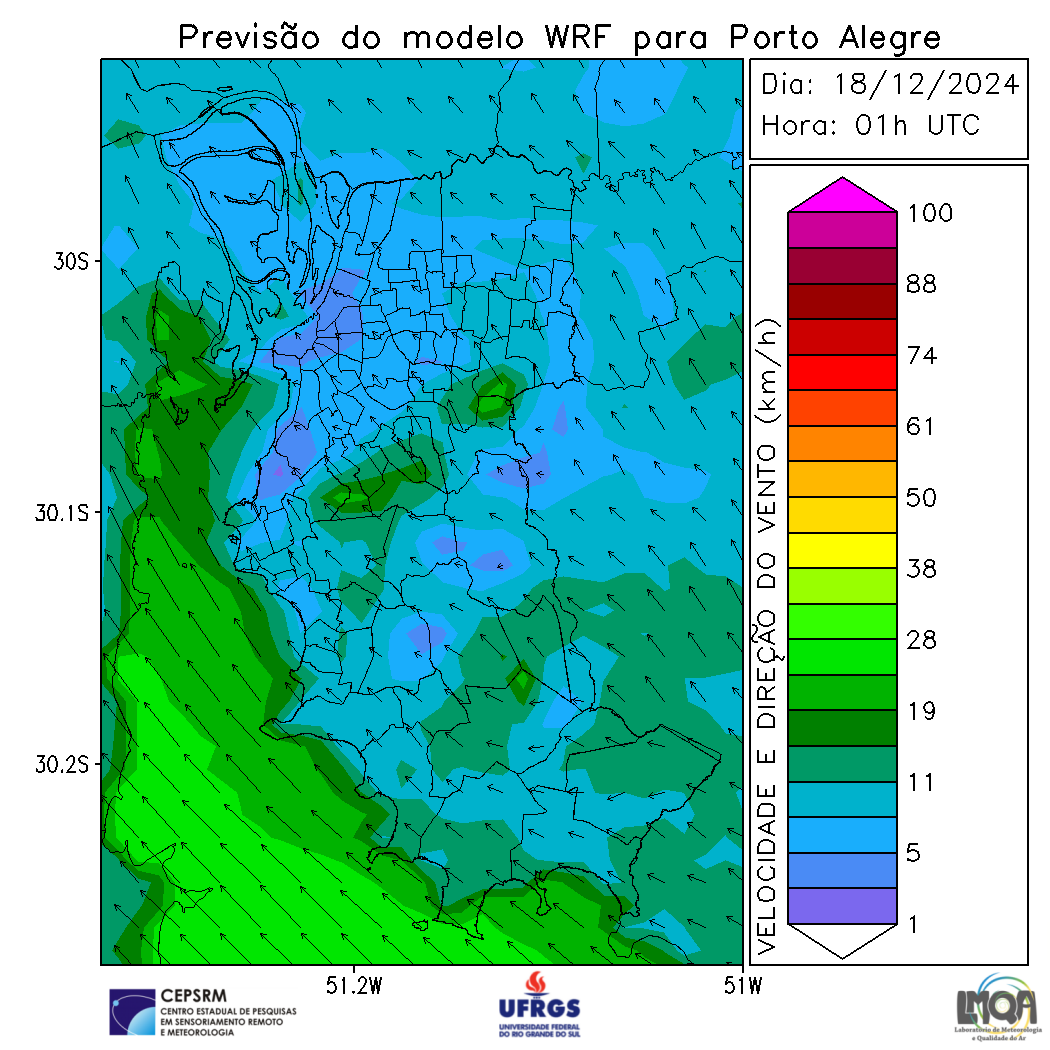 Previsão do modelo WRF para Porto Alegre
Dia: 18/12/2024
Hora: 01h UTC
30S
30.1S
30.2S
51.2W
51W
VELOCIDADE E DIREÇÃO DO VENTO (km/h)
100
88
74
61
50
38
28
19
11
5
1
CEPSRM
CENTRO ESTADUAL DE PESQUISAS
EM SENSORIAMENTO REMOTO
E METEOROLOGIA
UFRGS
UNIVERSIDADE FEDERAL
DO RIO GRANDE DO SUL
LMQA
Laboratório de Meteorologia
e Qualidade do Ar